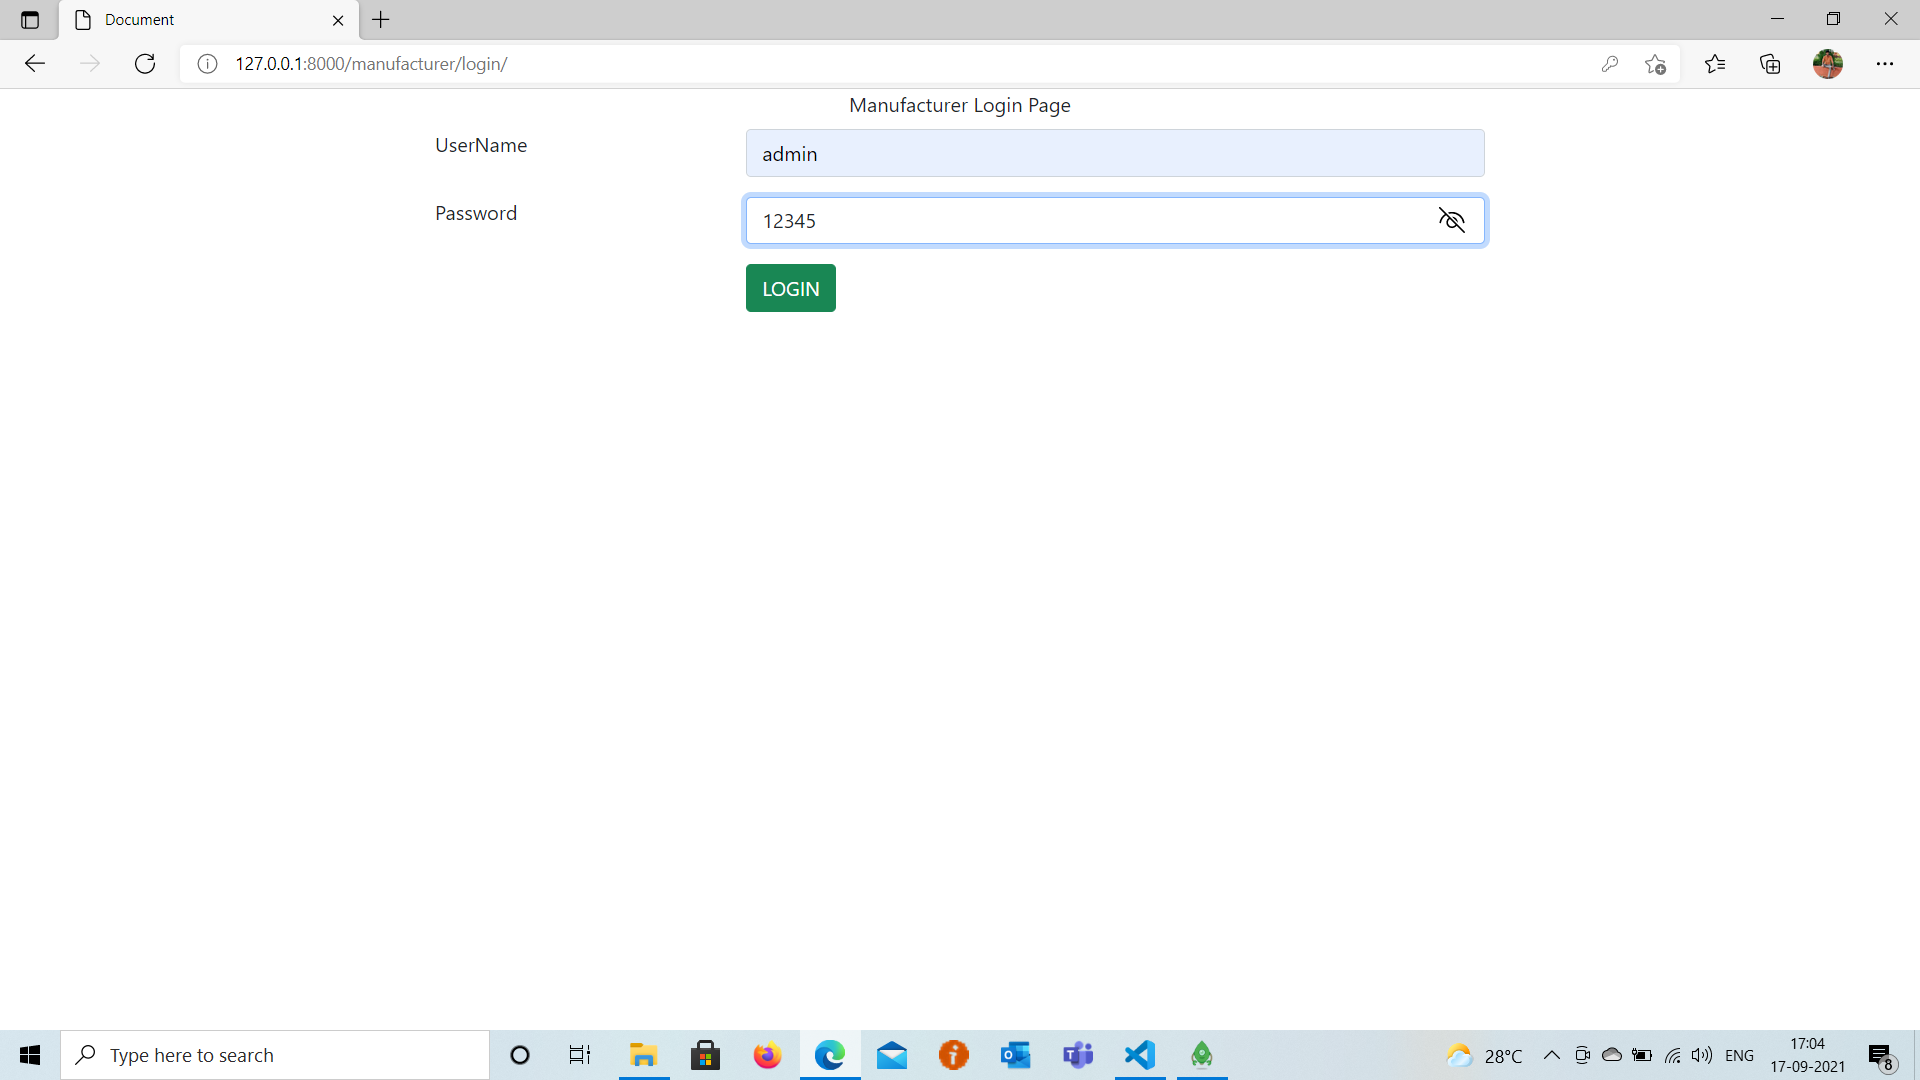 Document
127.0.0.1:8000/manufacturer/login/
Manufacturer Login Page
UserName
admin
Password
12345
LOGIN
Type here to search
28°C
ENG
17:04
17-09-2021
8